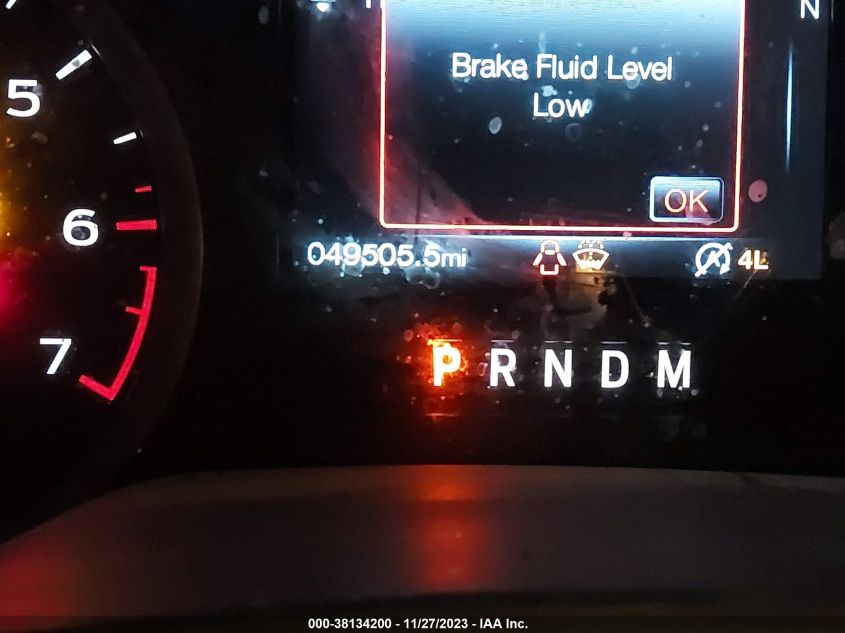 N
5
Brake Fluid Level
Low
OK
6
049505.5mi
4L
7
P R N D M
000-38134200 - 11/27/2023 - IAA Inc.